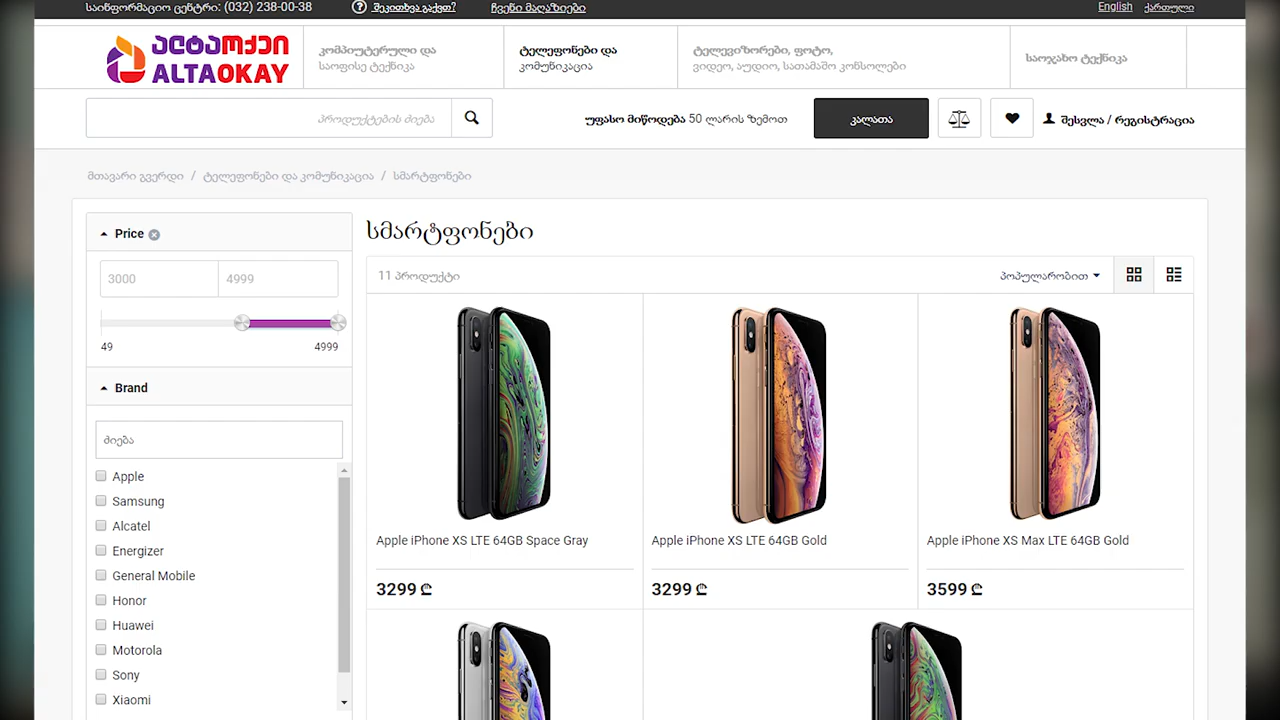 საინფორმაციო ცენტრი: (032) 238-00-38
? შეკითხვა გაქვთ?
ჩვენი მაღაზიები
English
ქართული
ალტაოქეი
ALTAOKAY
კომპიუტერული და
საოფისე ტექნიკა
ტელეფონები და
კომუნიკაცია
ტელევიზორები, ფოტო,
ვიდეო, აუდიო, სათამაშო კონსოლები
საოჯახო ტექნიკა
პროდუქტების ძიება
უფასო მიწოდება 50 ლარის ზემოთ
კალათა
შესვლა / რეგისტრაცია
მთავარი გვერდი / ტელეფონები და კომუნიკაცია / სმარტფონები
Price
3000
4999
49
4999
Brand
ძიება
Apple
Samsung
Alcatel
Energizer
General Mobile
Honor
Huawei
Motorola
Sony
Xiaomi
სმარტფონები
11 პროდუქტი
პოპულარობით
Apple iPhone XS LTE 64GB Space Gray
3299 ₾
Apple iPhone XS LTE 64GB Gold
3299 ₾
Apple iPhone XS Max LTE 64GB Gold
3599 ₾